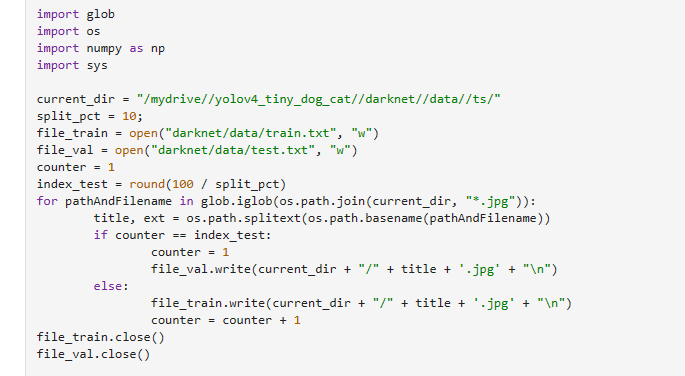 import glob
import os
import numpy as np
import sys

current_dir = "/mydrive//yolov4_tiny_dog_cat//darknet//data//ts/"
split_pct = 10;
file_train = open("darknet/data/train.txt", "w")
file_val = open("darknet/data/test.txt", "w")
counter = 1
index_test = round(100 / split_pct)
for pathAndFilename in glob.iglob(os.path.join(current_dir, "*.jpg")):
        title, ext = os.path.splitext(os.path.basename(pathAndFilename))
        if counter == index_test:
                counter = 1
                file_val.write(current_dir + "/" + title + '.jpg' + "\n")
        else:
                file_train.write(current_dir + "/" + title + '.jpg' + "\n")
                counter = counter + 1
file_train.close()
file_val.close()